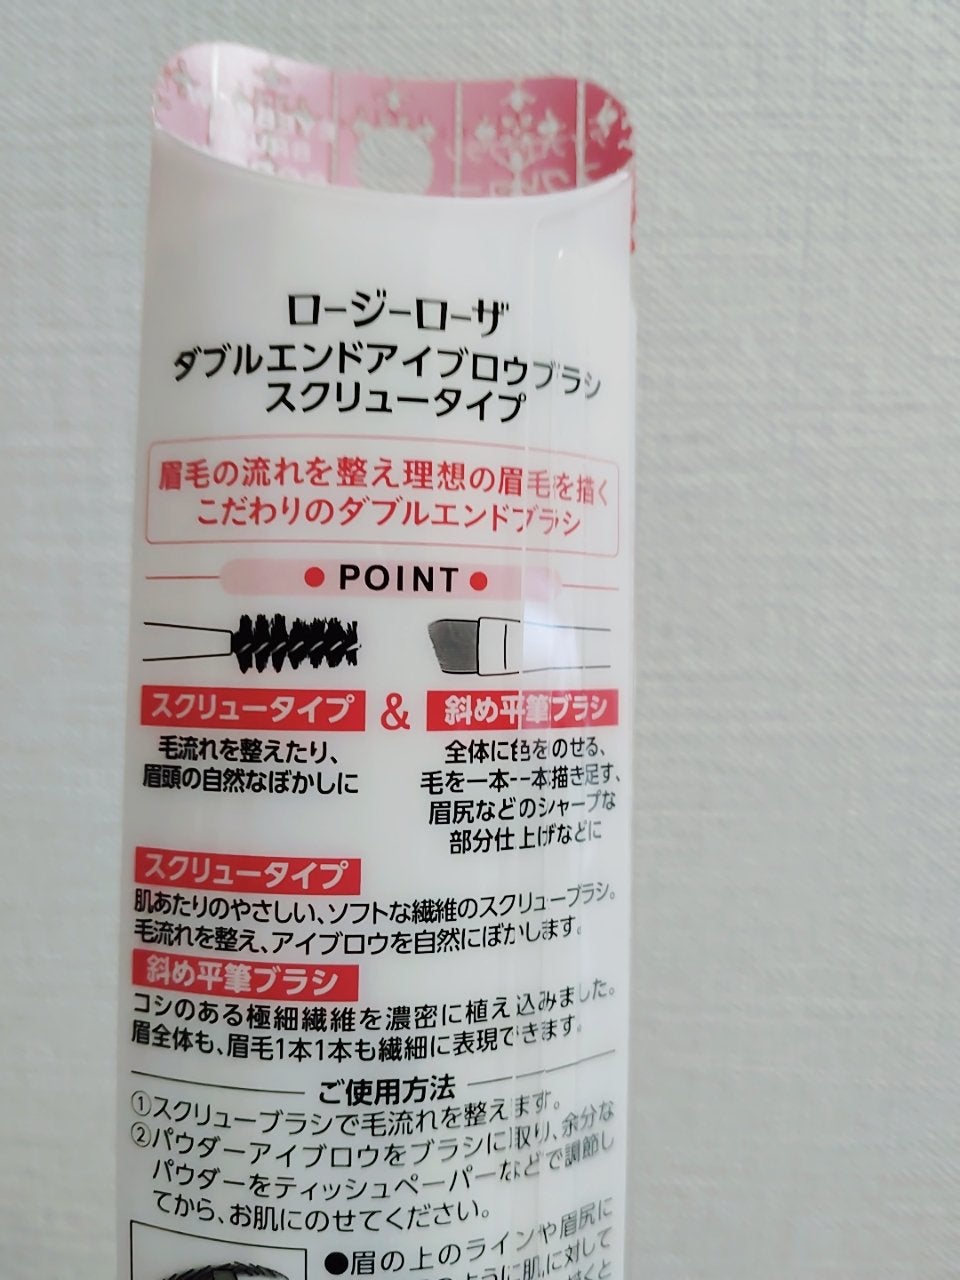 ロージーローザ
ダブルエンドアイブロウブラシ
スクリュータイプ
眉毛の流れを整え理想の眉毛を描く
こだわりのダブルエンドブラシ
●POINT●
スクリュータイプ & 斜め平筆ブラシ
毛流れを整えたり、
眉頭の自然なぼかしに
全体に色をのせる、
毛を一本一本描き足す、
眉尻などのシャープな
部分仕上げなどに
スクリュータイプ
肌あたりのやさしい、ソフトな繊維のスクリューブラシ。
毛流れを整え、アイブロウを自然にぼかします。
斜め平筆ブラシ
コシのある極細繊維を濃密に植え込みました。
眉全体も、眉毛1本1本も繊細に表現できます。
ご使用方法
①スクリューブラシで毛流れを整えます。
②パウダーアイブロウをブラシに取り、余分な
パウダーをティッシュペーパーなどで調節し
てから、お肌にのせてください。
●眉の上のラインや眉尻に
ように肌に対して
くと